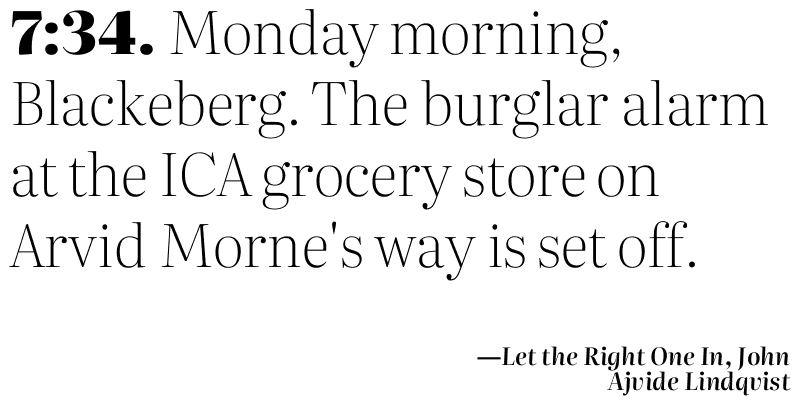 7:34. Monday morning,
Blackeberg. The burglar alarm
at the ICA grocery store on
Arvid Morne's way is set off.
—Let the Right One In, John
Ajvide Lindqvist